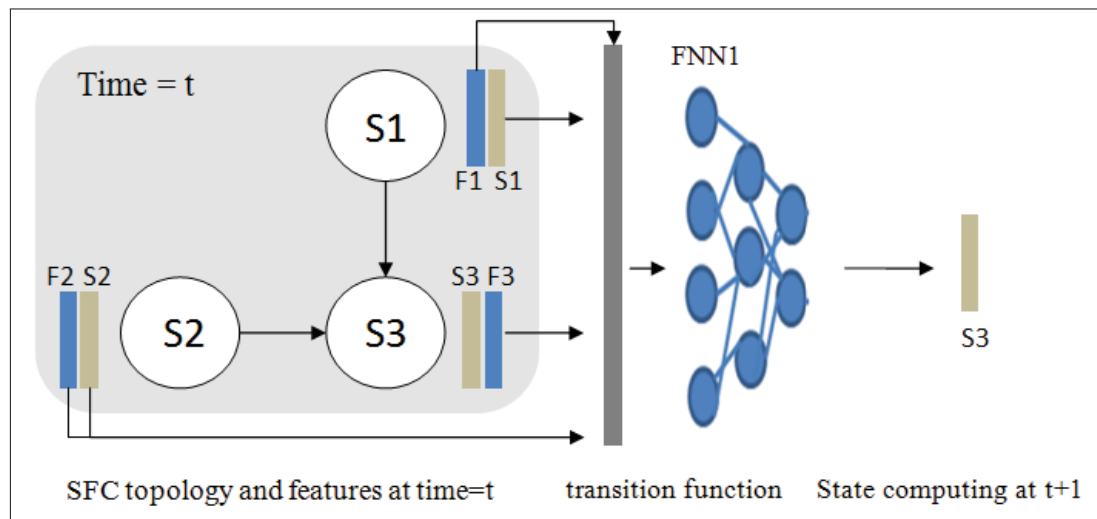 FNN1
Time = t
S1
F1 S1
F2 S2
S3 F3
S2
S3
S3
SFC topology and features at time=t
transition function
State computing at t+1